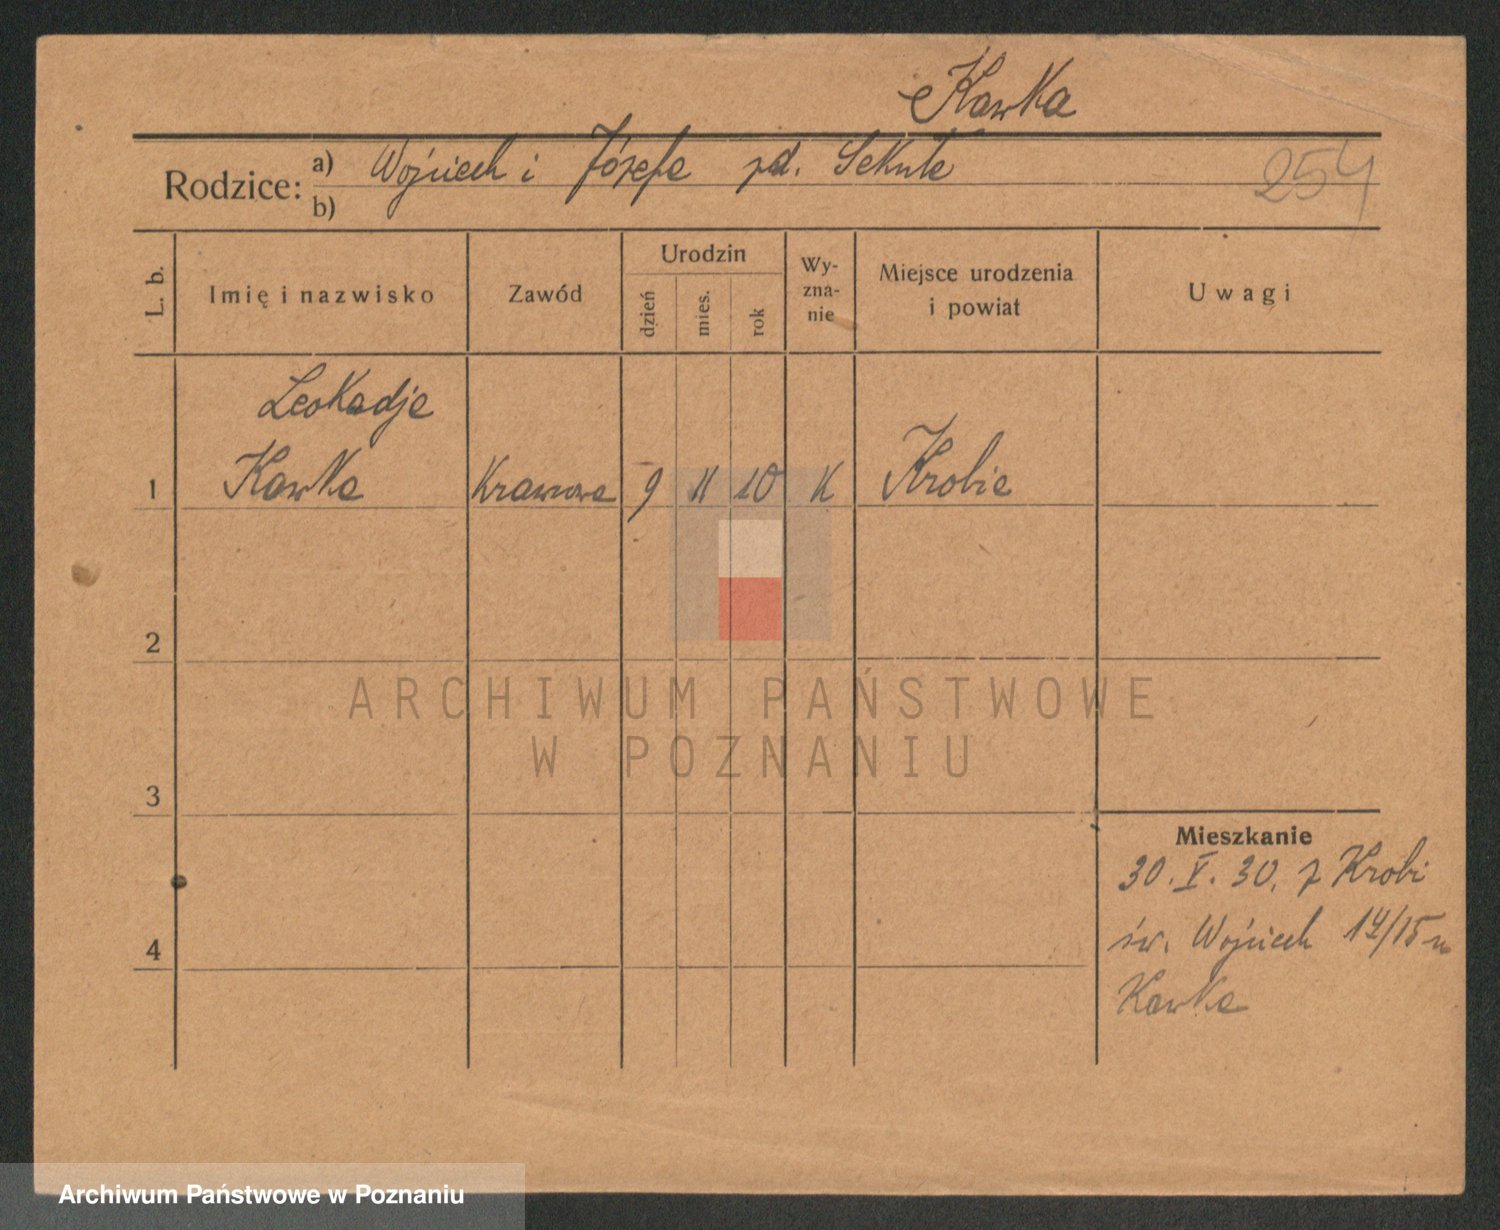 Kawka
Rodzice: a) Wojciech i Józefa zd. Sekuła
b)
254
L. b.
Imię i nazwisko
Zawód
Urodzin
dzień
mies.
rok
Wy-
zna-
nie
Miejsce urodzenia
i powiat
Uwagi
Leokadja
1 Kawka Krawcowa 9 11 10 K Krobia
2
3
4
Mieszkanie
30. V. 30. z Krobi
św. Wojciech 14/15 u
Kawka
ARCHIWUM PAŃSTWOWE
W POZNANIU
Archiwum Państwowe w Poznaniu